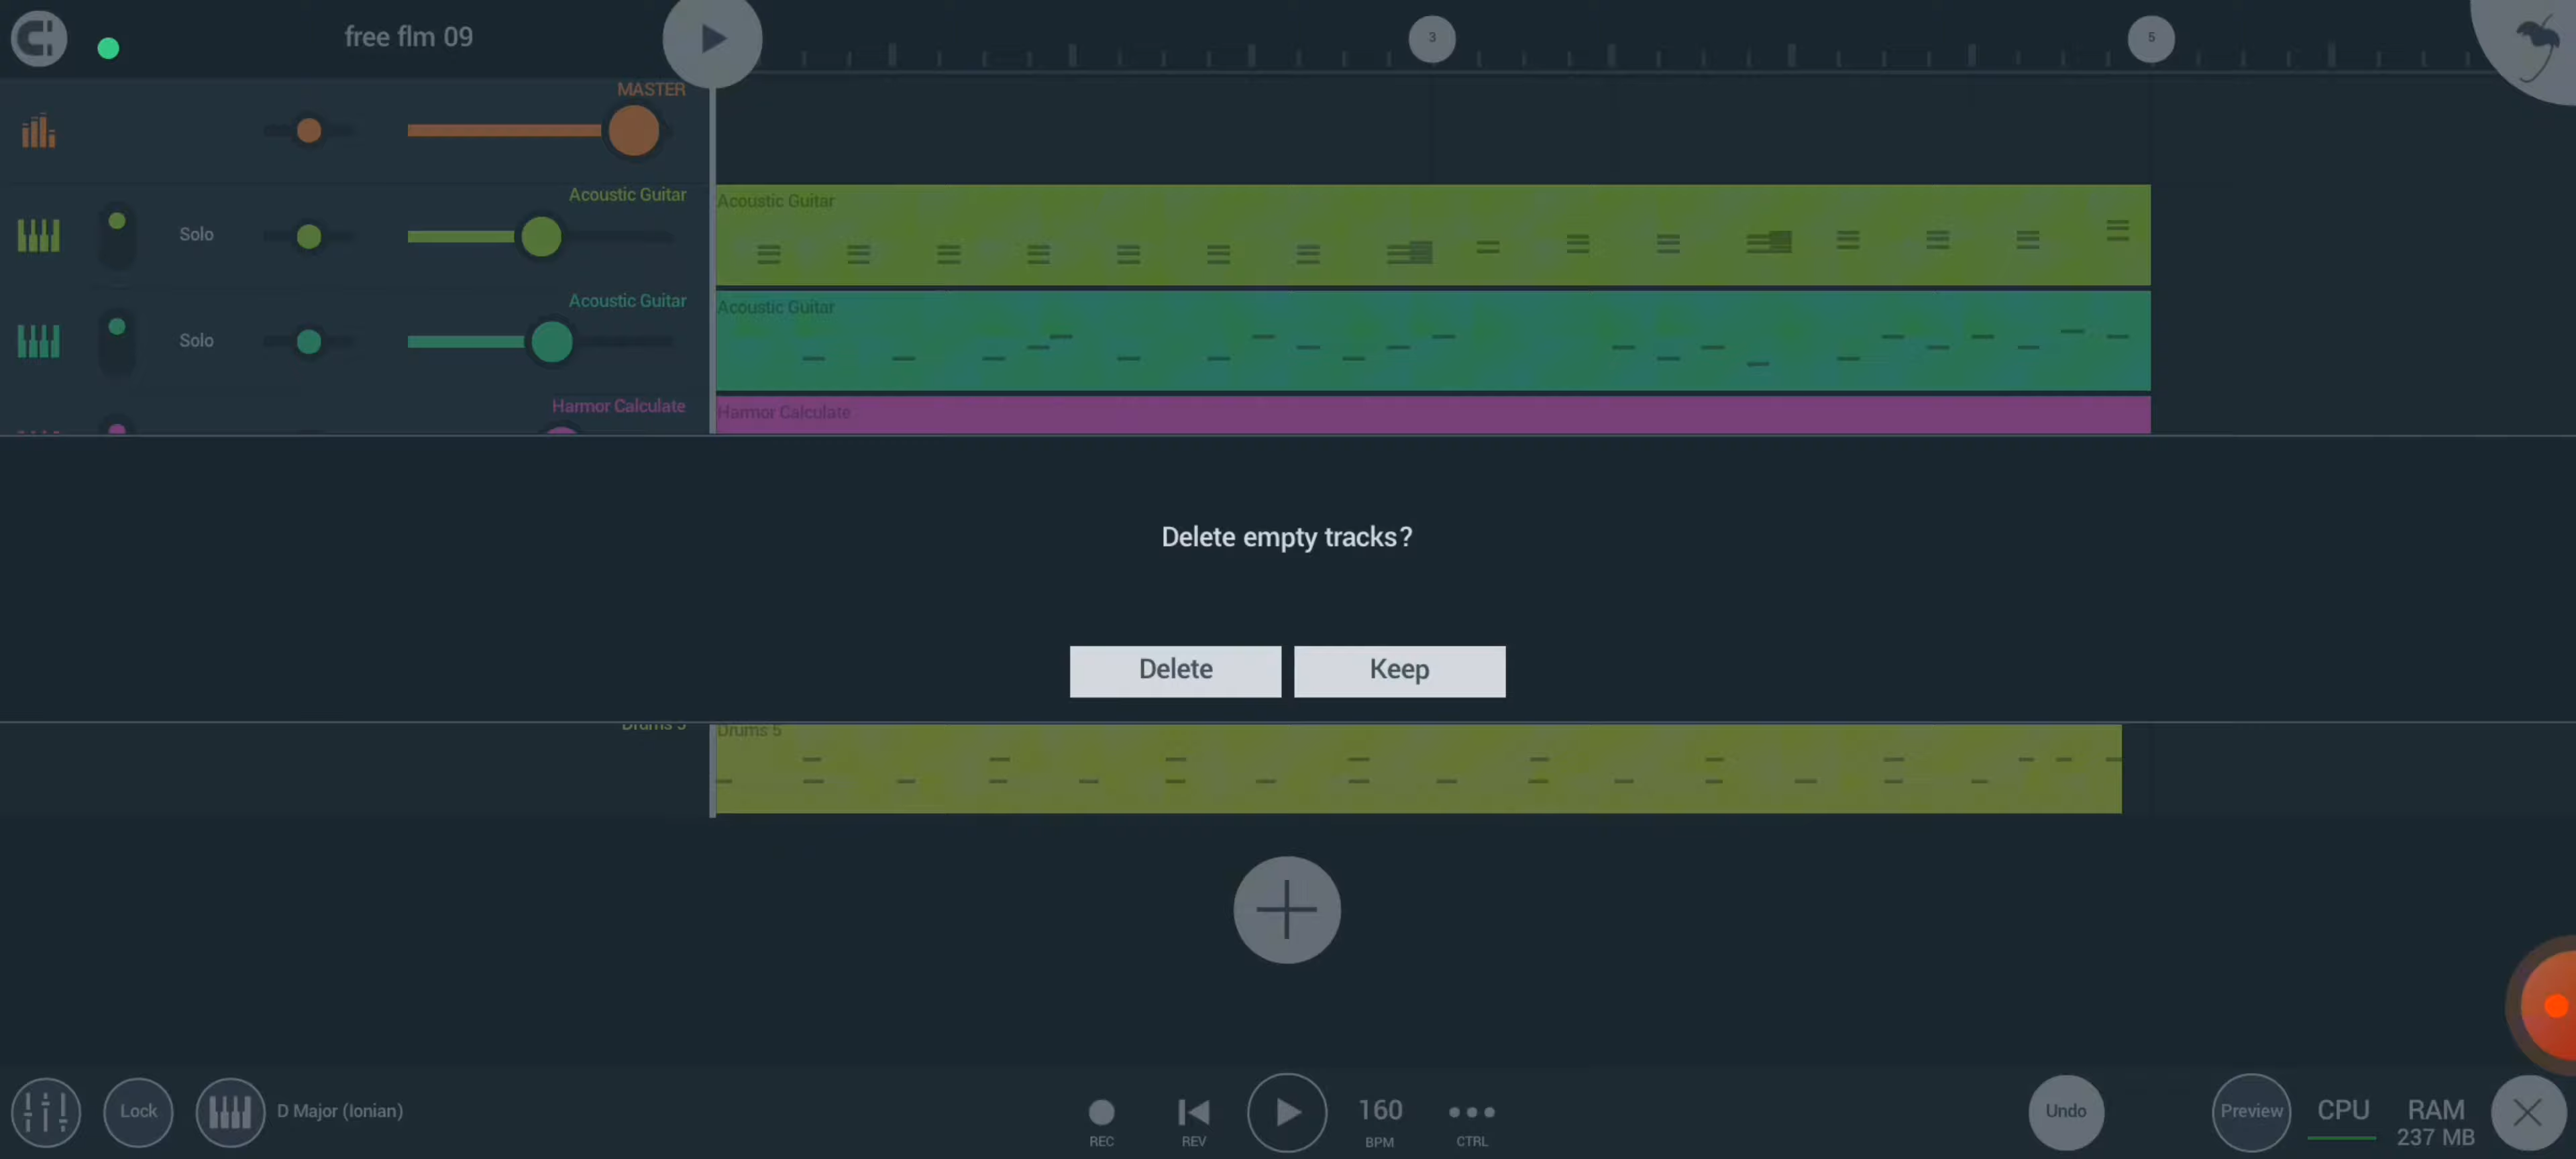 free flm 09
3
5
MASTER
Acoustic Guitar
Acoustic Guitar
Solo
Acoustic Guitar
Acoustic Guitar
Solo
Harmor Calculate
Harmor Calculate
Delete empty tracks?
Delete
Keep
Drums 5
Drums 5
Lock
D Major (Ionian)
REC
REV
160
BPM
CTRL
Undo
Preview
CPU
RAM
237 MB